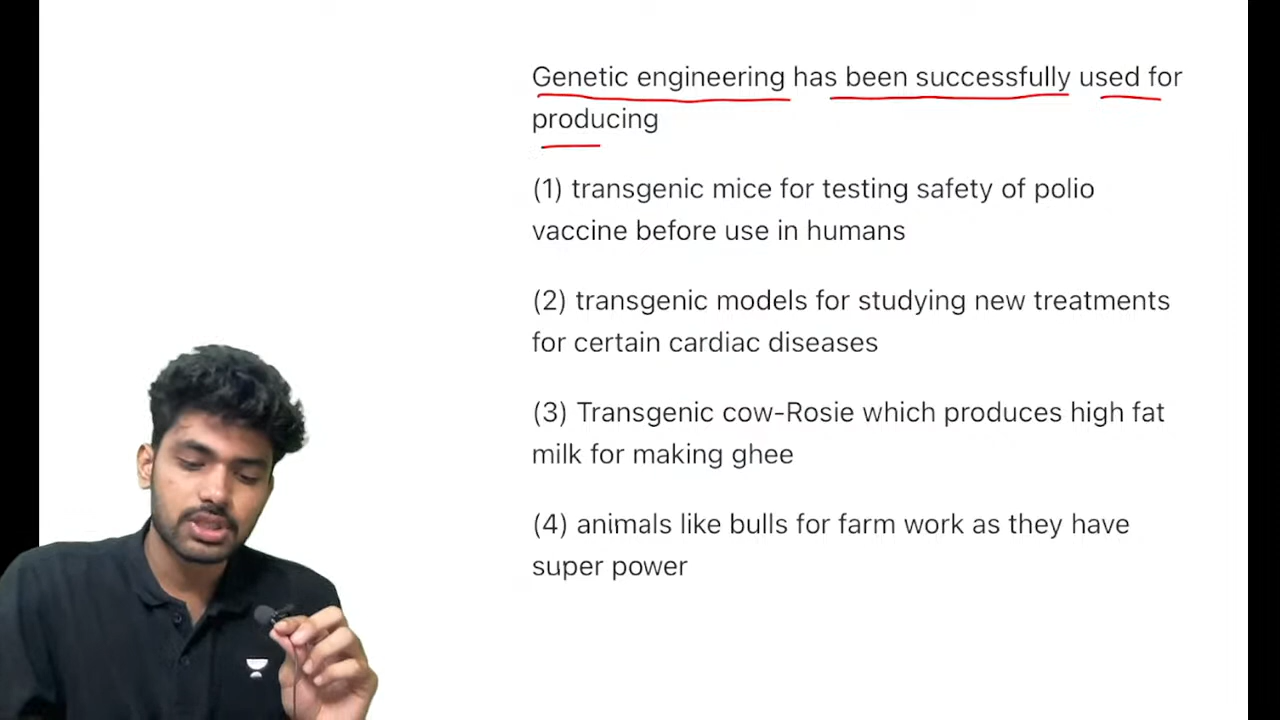 Genetic engineering has been successfully used for
producing
(1) transgenic mice for testing safety of polio
vaccine before use in humans
(2) transgenic models for studying new treatments
for certain cardiac diseases
(3) Transgenic cow-Rosie which produces high fat
milk for making ghee
(4) animals like bulls for farm work as they have
super power